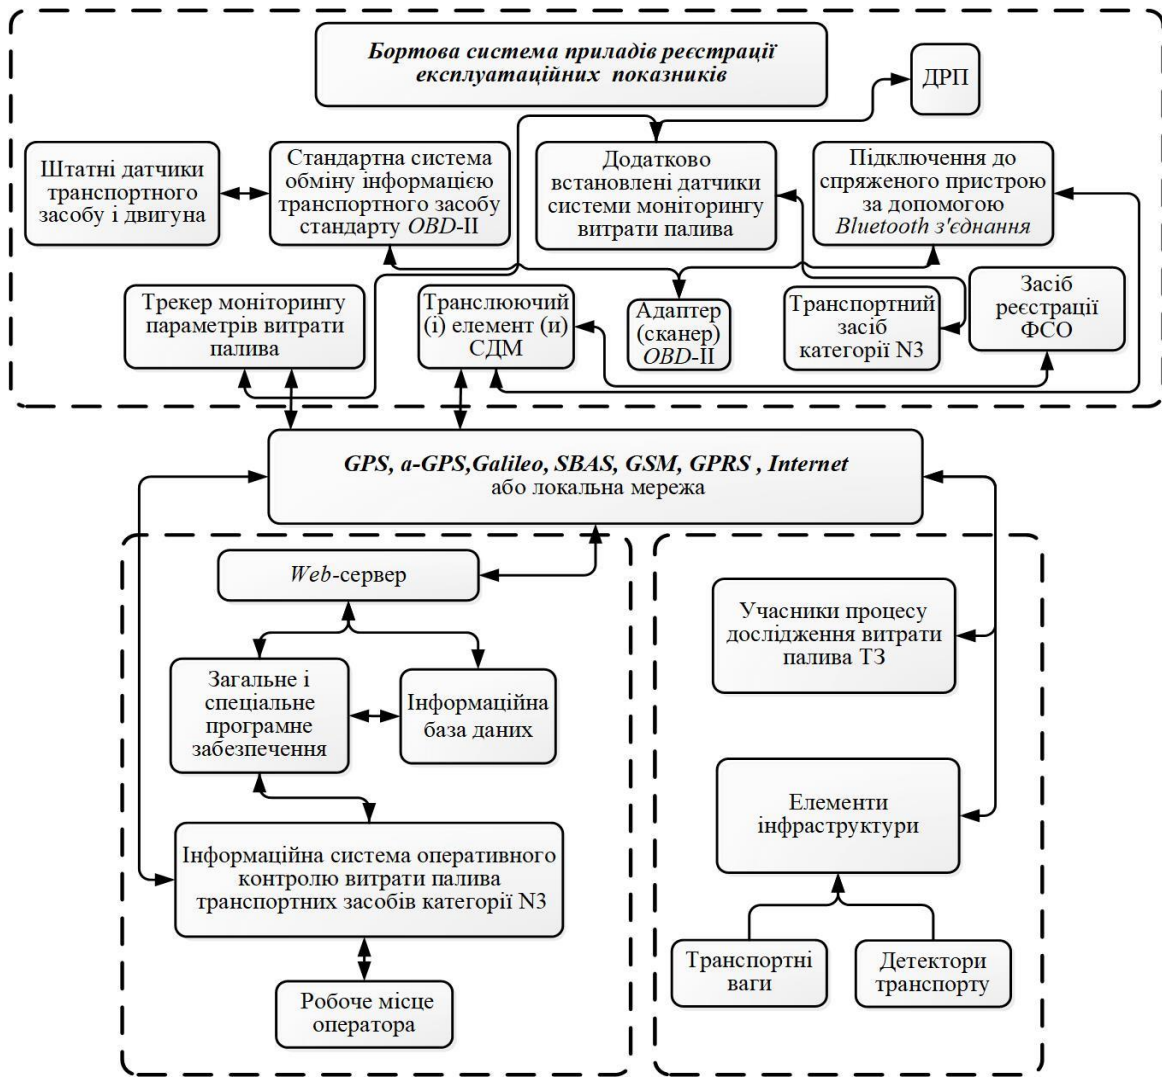 Бортова система приладів реєстрації
експлуатаційних показників
ДРП
Штатні датчики
транспортного
засобу і двигуна
Стандартна система
обміну інформацією
транспортного засобу
стандарту OBD-II
Додатково
встановлені датчики
системи моніторингу
витрати палива
Підключення до
спряженого пристрою
за допомогою
Bluetooth з'єднання
Трекер моніторингу
параметрів витрати
палива
Транслюючий
(і) елемент (и)
СДМ
Адаптер
(сканер)
OBD-II
Транспортний
засіб
категорії N3
Засіб
реєстрації
ФСО
GPS, a-GPS,Galileo, SBAS, GSM, GPRS , Internet
або локальна мережа
Web-сервер
Загальне і
спеціальне
програмне
забезпечення
Інформаційна
база даних
Інформаційна система оперативного
контролю витрати палива
транспортних засобів категорії N3
Робоче місце
оператора
Учасники процесу
дослідження витрати
палива ТЗ
Елементи
інфраструктури
Транспортні
ваги
Детектори
транспорту